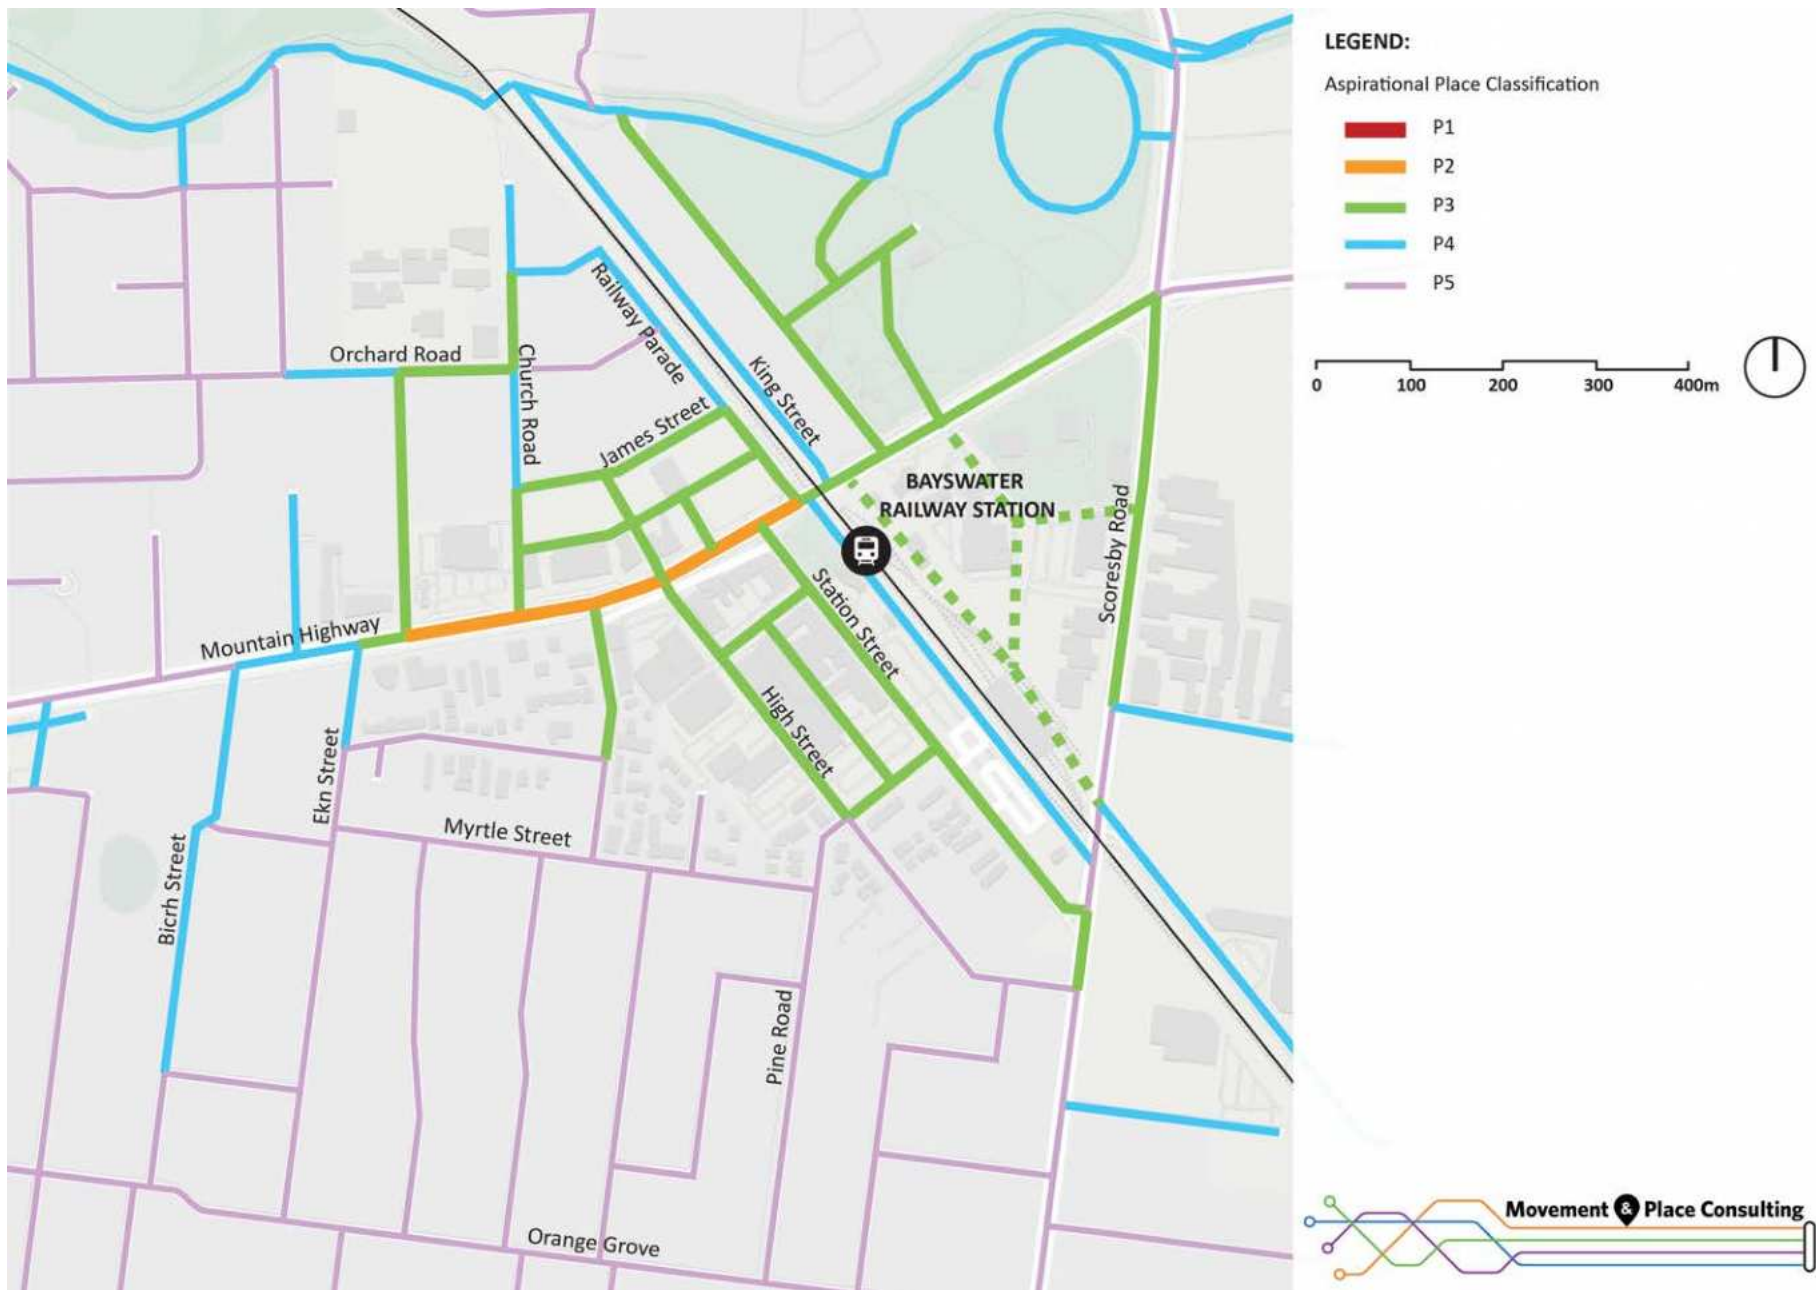 LEGEND:
Aspirational Place Classification
P1
P2
P3
P4
P5
0 100 200 300 400m
Railway Parade
Orchard Road
Church Road
King Street
James Street
BAYSWATER
RAILWAY STATION
Scoresby Road
Station Street
Mountain Highway
High Street
Ekn Street
Myrtle Street
Bicrh Street
Pine Road
Orange Grove
Movement & Place Consulting